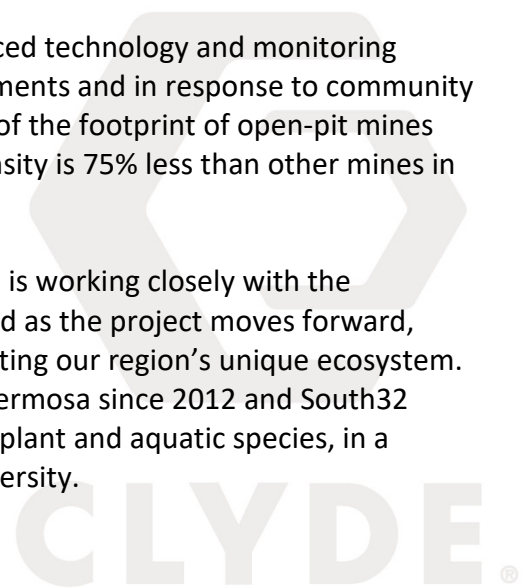 ced technology and monitoring
ments and in response to community
of the footprint of open-pit mines
nsity is 75% less than other mines in
is working closely with the
d as the project moves forward,
ting our region’s unique ecosystem.
ermosa since 2012 and South32
plant and aquatic species, in a
ersity.
CLYDE®